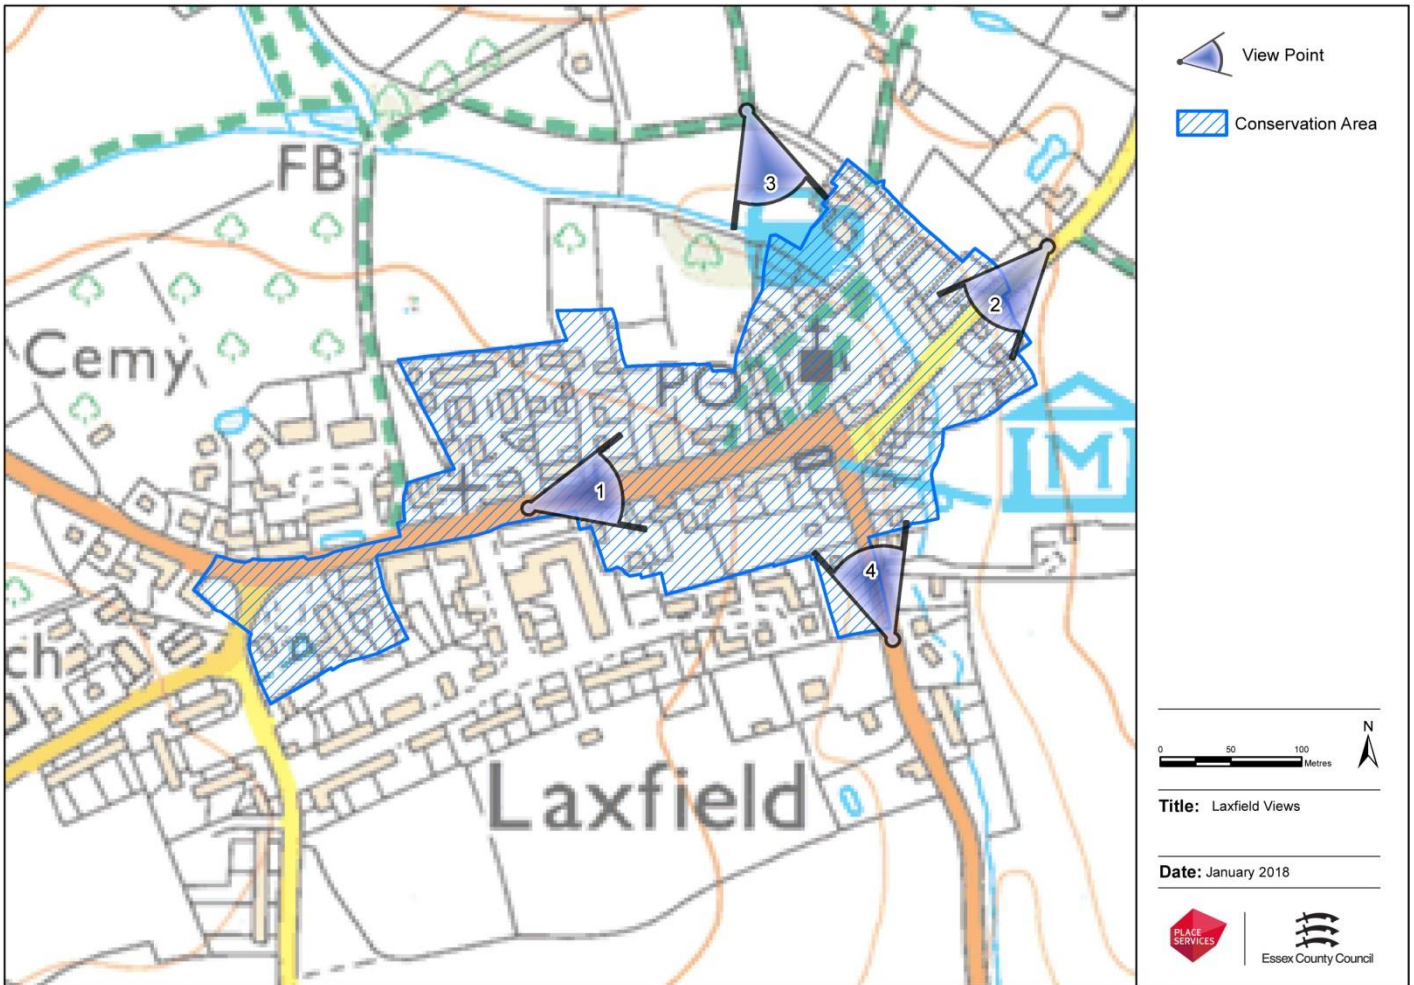 FB
3
2
Cemy
PO
1
M
4
ch
Laxfield
View Point
Conservation Area
N
0 50 100
Metres
Title: Laxfield Views
Date: January 2018
PLACE
SERVICES
Essex County Council